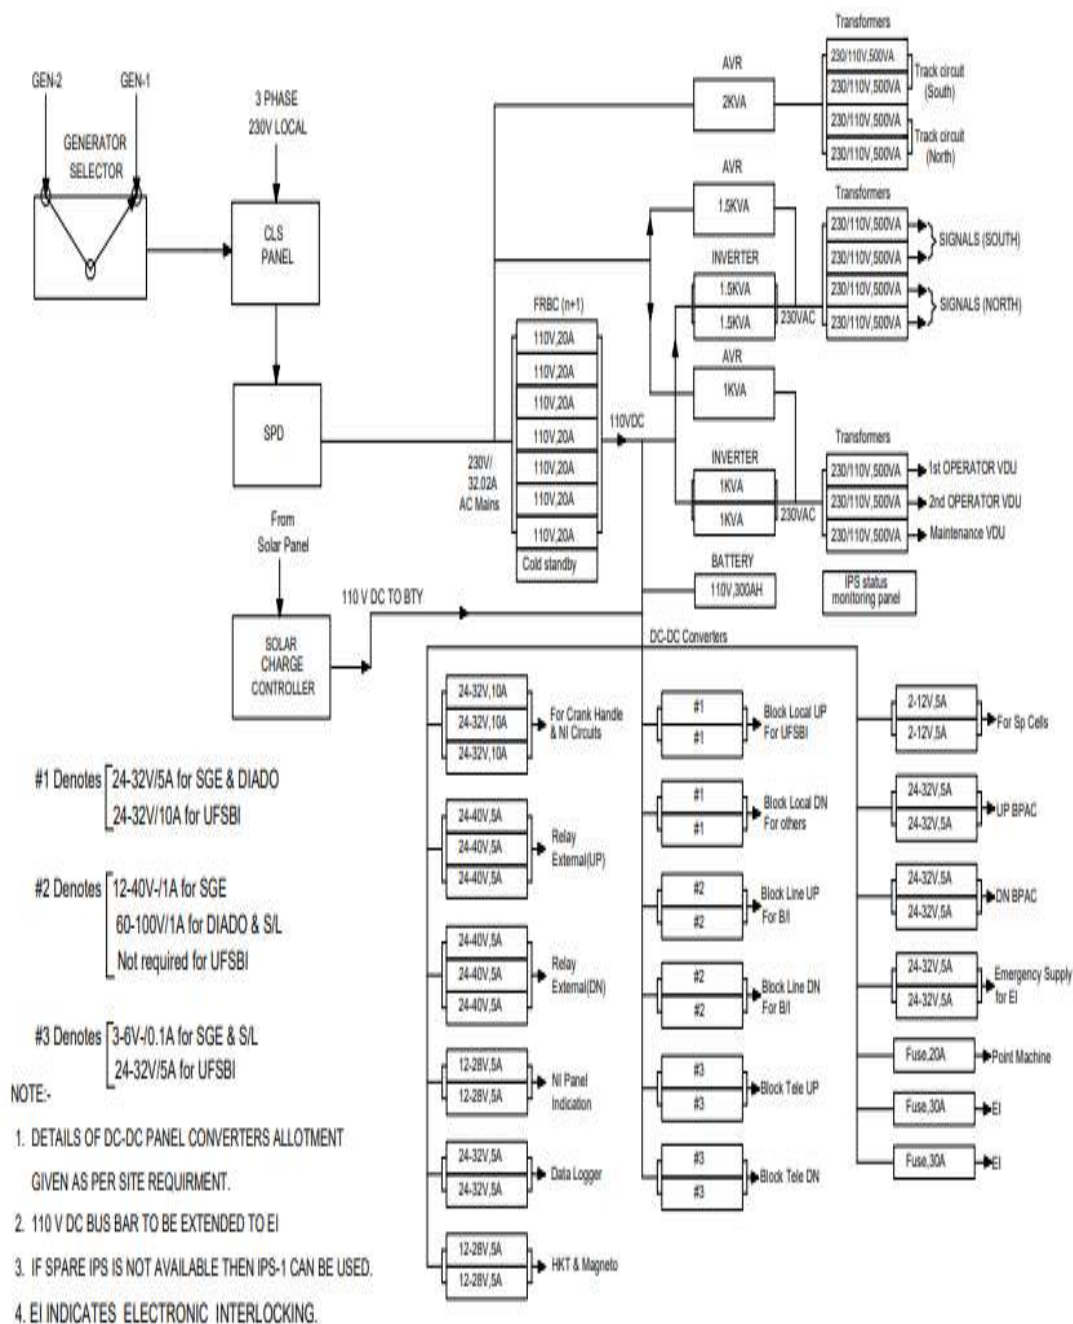 GEN-2
GEN-1
GENERATOR
SELECTOR
3 PHASE
230V LOCAL
CLS
PANEL
SPD
From
Solar Panel
SOLAR
CHARGE
CONTROLLER
110 V DC TO BTY
230V/
32.02A
AC Mains
FRBC (n+1)
110V,20A
110V,20A
110V,20A
110V,20A
110V,20A
110V,20A
110V,20A
Cold standby
110VDC
AVR
2KVA
AVR
1.5KVA
INVERTER
1.5KVA
1.5KVA
230VAC
AVR
1KVA
INVERTER
1KVA
1KVA
230VAC
BATTERY
110V,300AH
Transformers
230/110V,500VA
230/110V,500VA
230/110V,500VA
230/110V,500VA
Track circuit
(South)
Track circuit
(North)
Transformers
230/110V,500VA
230/110V,500VA
230/110V,500VA
230/110V,500VA
SIGNALS (SOUTH)
SIGNALS (NORTH)
Transformers
230/110V,500VA
230/110V,500VA
230/110V,500VA
1st OPERATOR VDU
2nd OPERATOR VDU
Maintenance VDU
IPS status
monitoring panel
DC-DC Converters
24-32V,10A
24-32V,10A
24-32V,10A
For Crank Handle
& NI Circuits
24-40V,5A
24-40V,5A
24-40V,5A
Relay
External(UP)
24-40V,5A
24-40V,5A
24-40V,5A
Relay
External(DN)
12-28V,5A
12-28V,5A
NI Panel
Indication
24-32V,5A
24-32V,5A
Data Logger
12-28V,5A
12-28V,5A
HKT & Magneto
#1
#1
Block Local UP
For UFSBI
#1
#1
Block Local DN
For others
#2
#2
Block Line UP
For B/I
#2
#2
Block Line DN
For B/I
#3
#3
Block Tele UP
#3
#3
Block Tele DN
2-12V,5A
2-12V,5A
For Sp Cells
24-32V,5A
24-32V,5A
UP BPAC
24-32V,5A
24-32V,5A
DN BPAC
24-32V,5A
24-32V,5A
Emergency Supply
for EI
Fuse,20A
Point Machine
Fuse,30A
EI
Fuse,30A
EI
#1 Denotes
24-32V/5A for SGE & DIADO
24-32V/10A for UFSBI
#2 Denotes
12-40V-/1A for SGE
60-100V/1A for DIADO & S/L
Not required for UFSBI
#3 Denotes
3-6V-/0.1A for SGE & S/L
24-32V/5A for UFSBI
NOTE:-
1. DETAILS OF DC-DC PANEL CONVERTERS ALLOTMENT
GIVEN AS PER SITE REQUIRMENT.
2. 110 V DC BUS BAR TO BE EXTENDED TO EI
3. IF SPARE IPS IS NOT AVAILABLE THEN IPS-1 CAN BE USED.
4. EI INDICATES ELECTRONIC INTERLOCKING.